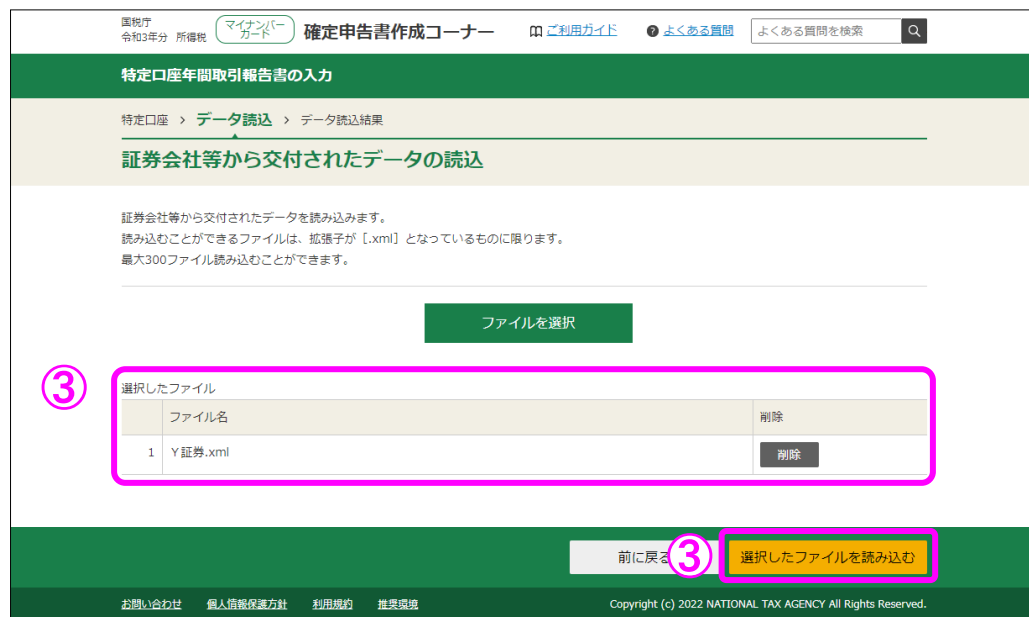 国税庁
令和3年分 所得税
マイナンバー
カード
確定申告書作成コーナー
ご利用ガイド
? よくある質問
よくある質問を検索
特定口座年間取引報告書の入力
特定口座 > データ読込 > データ読込結果
証券会社等から交付されたデータの読込
証券会社等から交付されたデータを読み込みます。
読み込むことができるファイルは、拡張子が［.xml］となっているものに限ります。
最大300ファイル読み込むことができます。
ファイルを選択
③
選択したファイル
ファイル名 削除
1 Ｙ証券.xml 削除
前に戻る
③
選択したファイルを読み込む
お問い合わせ 個人情報保護方針 利用規約 推奨環境
Copyright (c) 2022 NATIONAL TAX AGENCY All Rights Reserved.